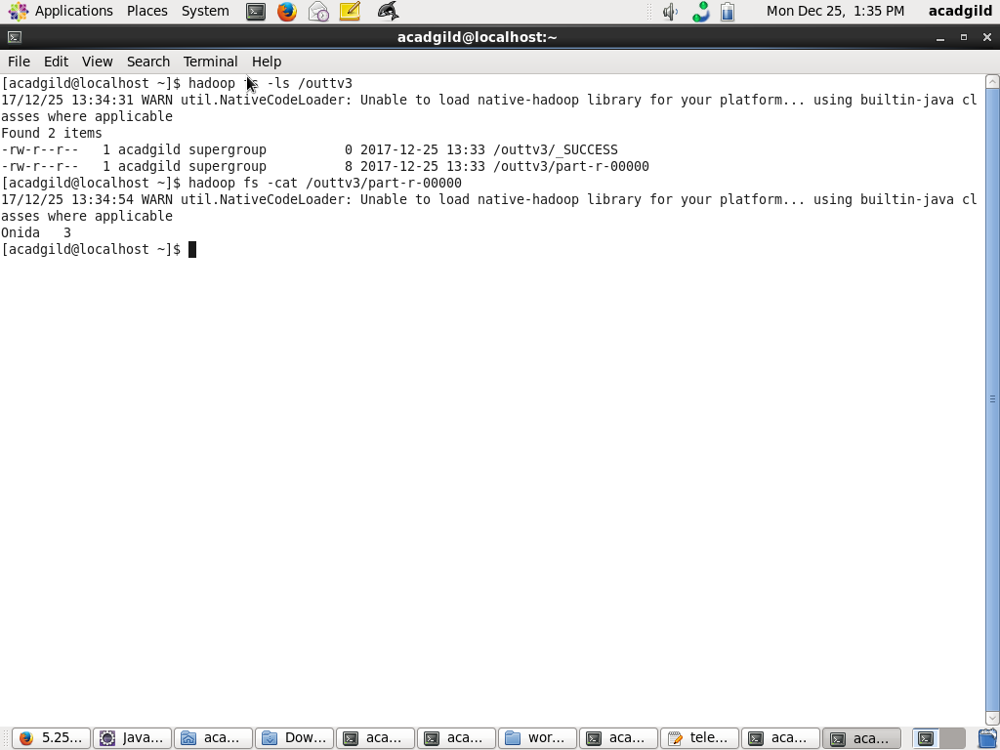 Applications Places System Mon Dec 25, 1:35 PM acadgild
acadgild@localhost:~
File Edit View Search Terminal Help
[acadgild@localhost ~]$ hadoop fs -ls /outtv3
17/12/25 13:34:31 WARN util.NativeCodeLoader: Unable to load native-hadoop library for your platform... using builtin-java cl
asses where applicable
Found 2 items
-rw-r--r--   1 acadgild supergroup          0 2017-12-25 13:33 /outtv3/_SUCCESS
-rw-r--r--   1 acadgild supergroup          8 2017-12-25 13:33 /outtv3/part-r-00000
[acadgild@localhost ~]$ hadoop fs -cat /outtv3/part-r-00000
17/12/25 13:34:54 WARN util.NativeCodeLoader: Unable to load native-hadoop library for your platform... using builtin-java cl
asses where applicable
Onida   3
[acadgild@localhost ~]$
5.25... Java... aca... Dow... aca... aca... wor... aca... tele... aca... aca...